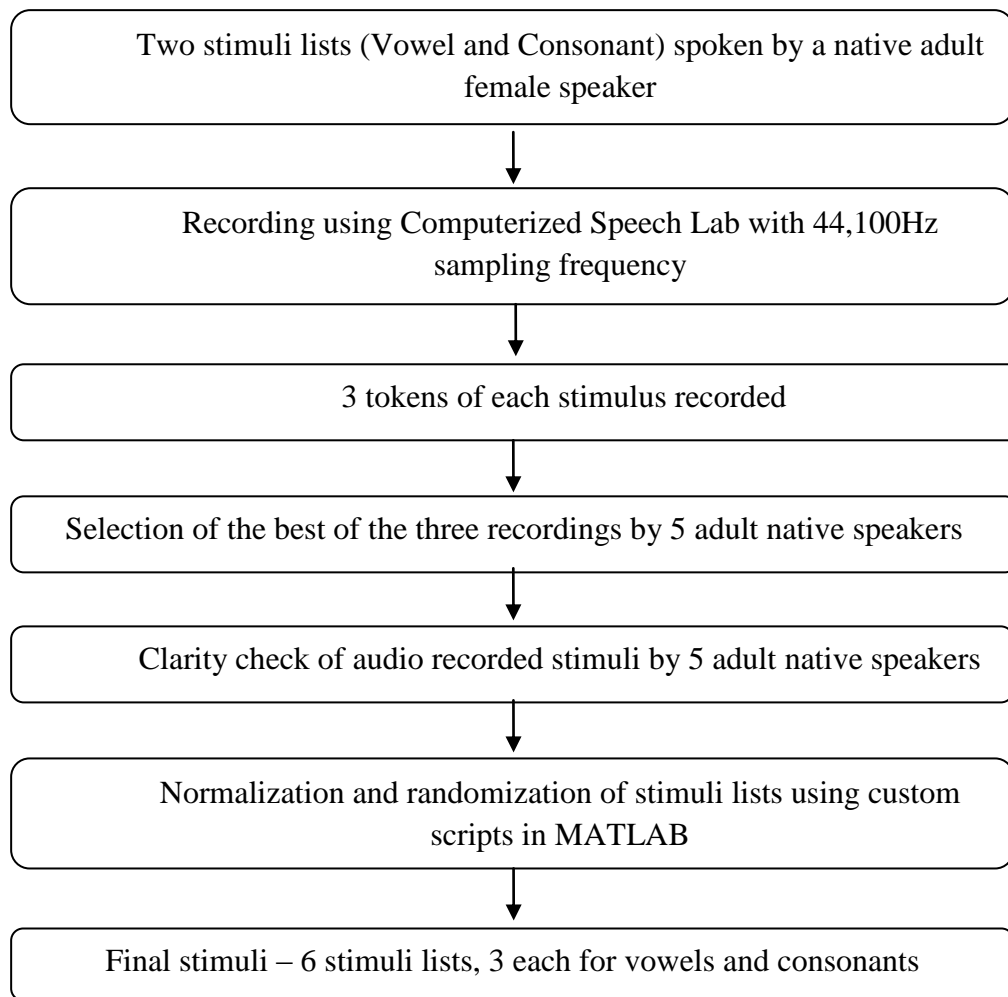 Two stimuli lists (Vowel and Consonant) spoken by a native adult
female speaker
Recording using Computerized Speech Lab with 44,100Hz
sampling frequency
3 tokens of each stimulus recorded
Selection of the best of the three recordings by 5 adult native speakers
Clarity check of audio recorded stimuli by 5 adult native speakers
Normalization and randomization of stimuli lists using custom
scripts in MATLAB
Final stimuli – 6 stimuli lists, 3 each for vowels and consonants